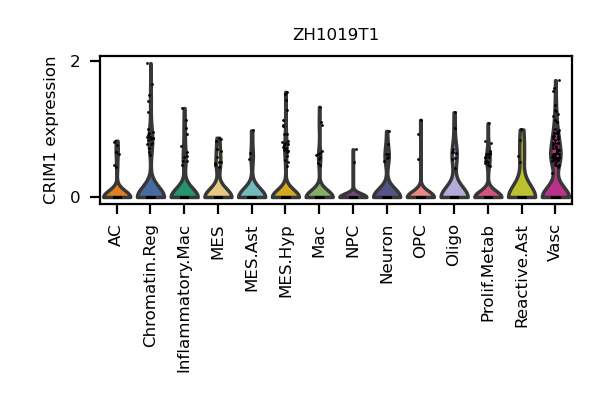 ZH1019T1
CRIM1 expression
2
0
AC
Chromatin.Reg
Inflammatory.Mac
MES
MES.Ast
MES.Hyp
Mac
NPC
Neuron
OPC
Oligo
Prolif.Metab
Reactive.Ast
Vasc